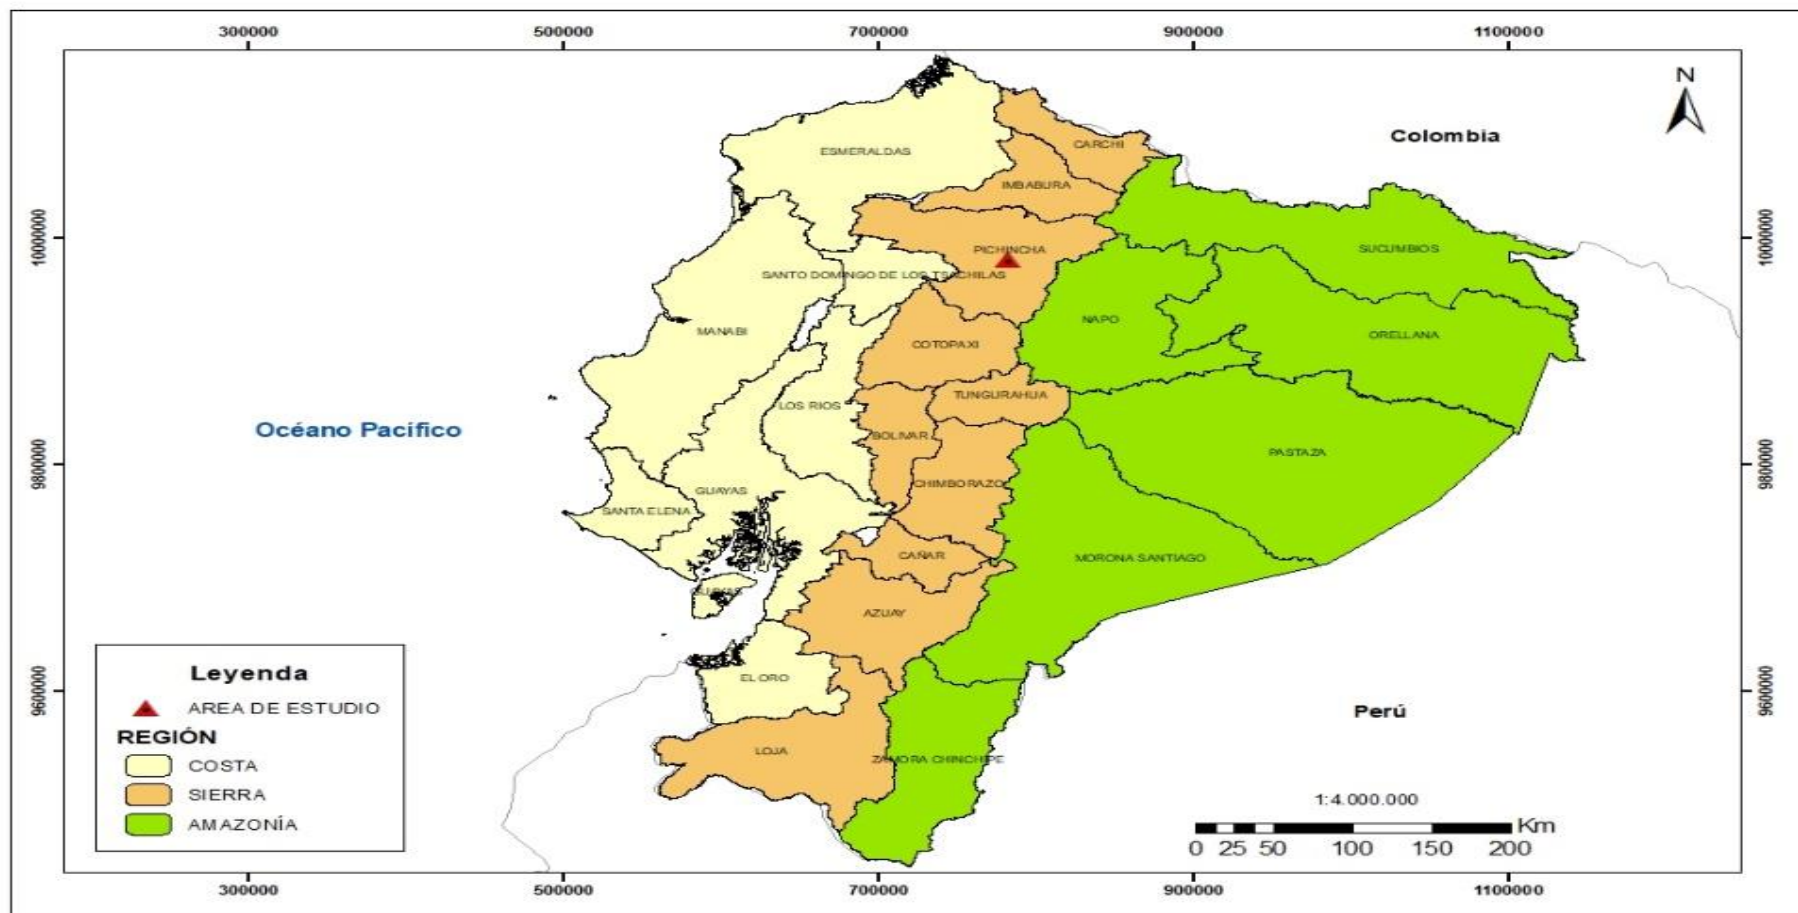 300000 500000 700000 900000 1100000
N
Colombia
CARCHI
ESMERALDAS
IMBABURA
10000000
10000000
PICHINCHA
SUCUMBIOS
SANTO DOMINGO DE LOS TSACHILAS
NAPO
MANABI
ORELLANA
COTOPAXI
TUNGURAHUA
LOS RIOS
Océano Pacífico
BOLIVAR
PASTAZA
9800000
9800000
CHIMBORAZO
GUAYAS
SANTA ELENA
CAÑAR
MORONA SANTIAGO
GUAYAS
AZUAY
Leyenda
EL ORO
9600000
9600000
AREA DE ESTUDIO
Perú
REGIÓN
LOJA
ZAMORA CHINCHIPE
COSTA
SIERRA
1:4.000.000
AMAZONÍA
Km
0 25 50 100 150 200
300000 500000 700000 900000 1100000